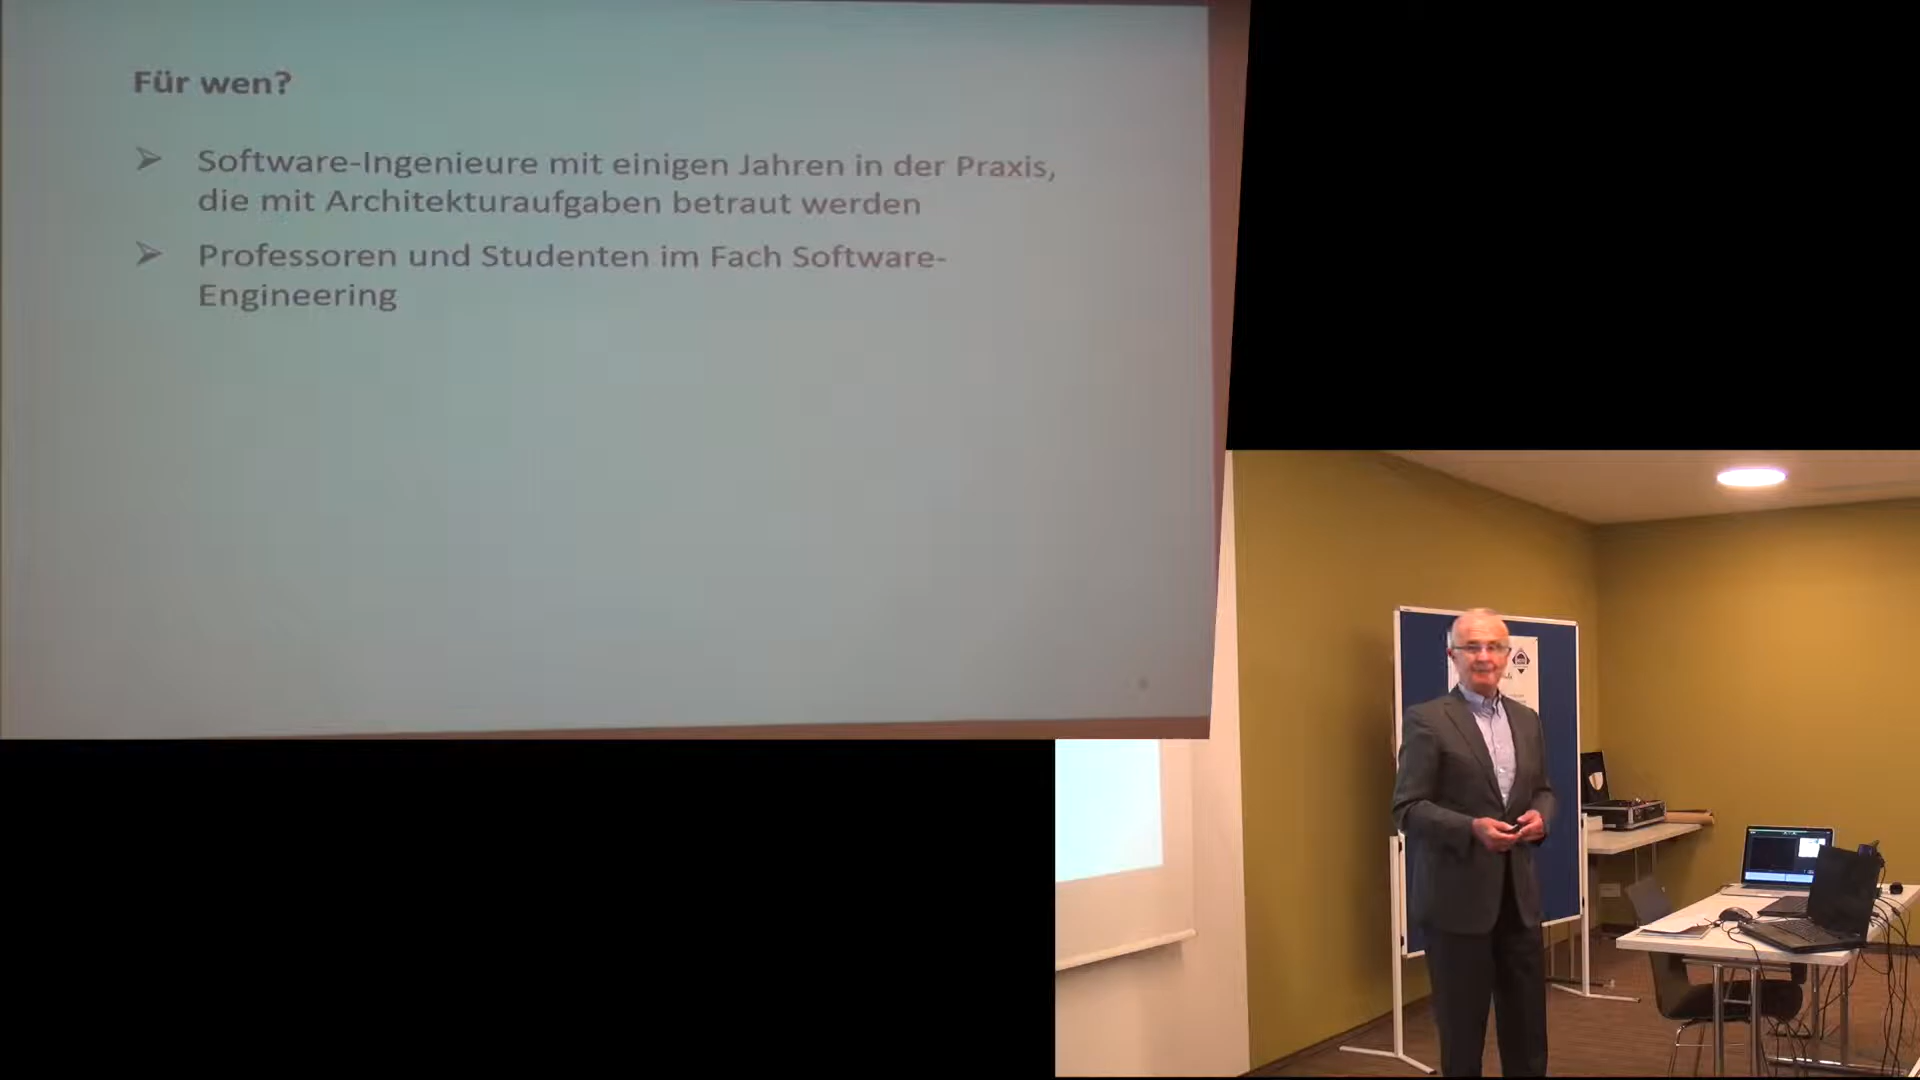 Für wen?
Software-Ingenieure mit einigen Jahren in der Praxis,
die mit Architekturaufgaben betraut werden
Professoren und Studenten im Fach Software-
Engineering